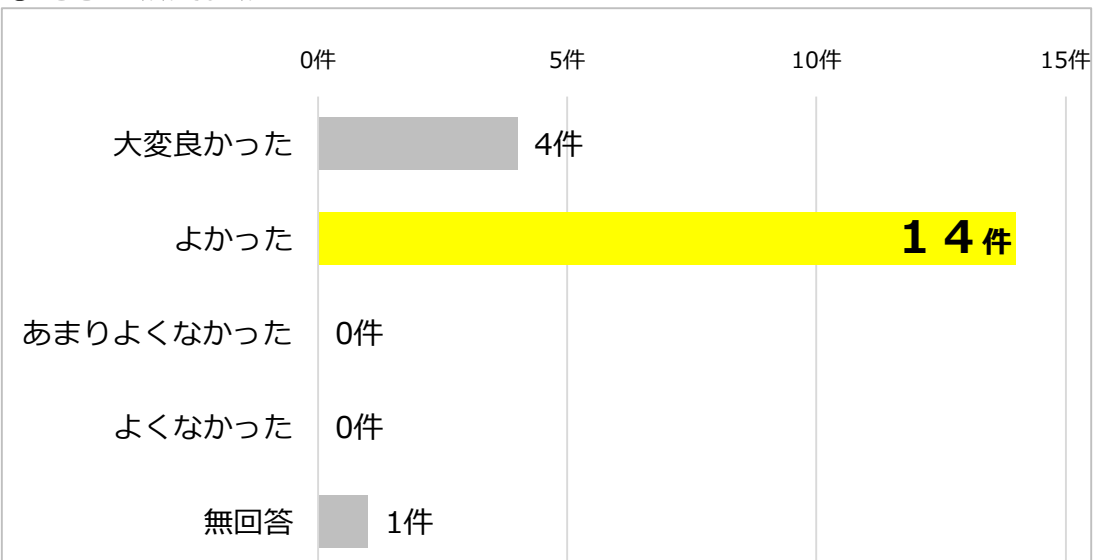 0件 5件 10件 15件
大変良かった 4件
よかった １４件
あまりよくなかった 0件
よくなかった 0件
無回答 1件